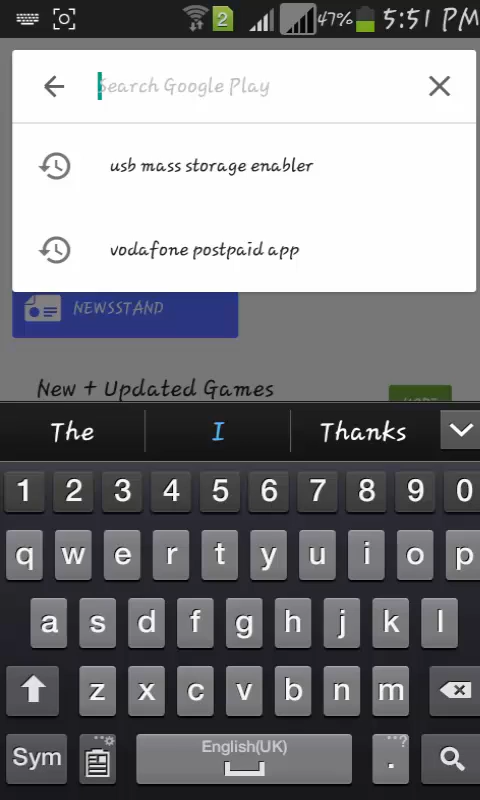 2 47% 5:51 PM
Search Google Play
usb mass storage enabler
vodafone postpaid app
NEWSSTAND
New + Updated Games
MORE
The I Thanks
1 2 3 4 5 6 7 8 9 0
q w e r t y u i o p
a s d f g h j k l
z x c v b n m
Sym English(UK) . ?